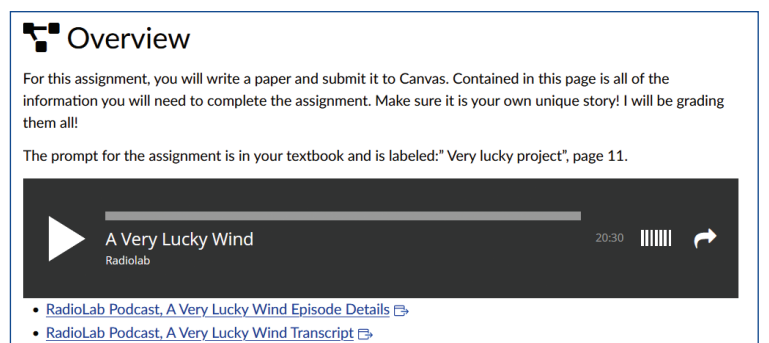 Overview
For this assignment, you will write a paper and submit it to Canvas. Contained in this page is all of the
information you will need to complete the assignment. Make sure it is your own unique story! I will be grading
them all!
The prompt for the assignment is in your textbook and is labeled:” Very lucky project”, page 11.
A Very Lucky Wind
20:30
Radiolab
RadioLab Podcast, A Very Lucky Wind Episode Details
RadioLab Podcast, A Very Lucky Wind Transcript